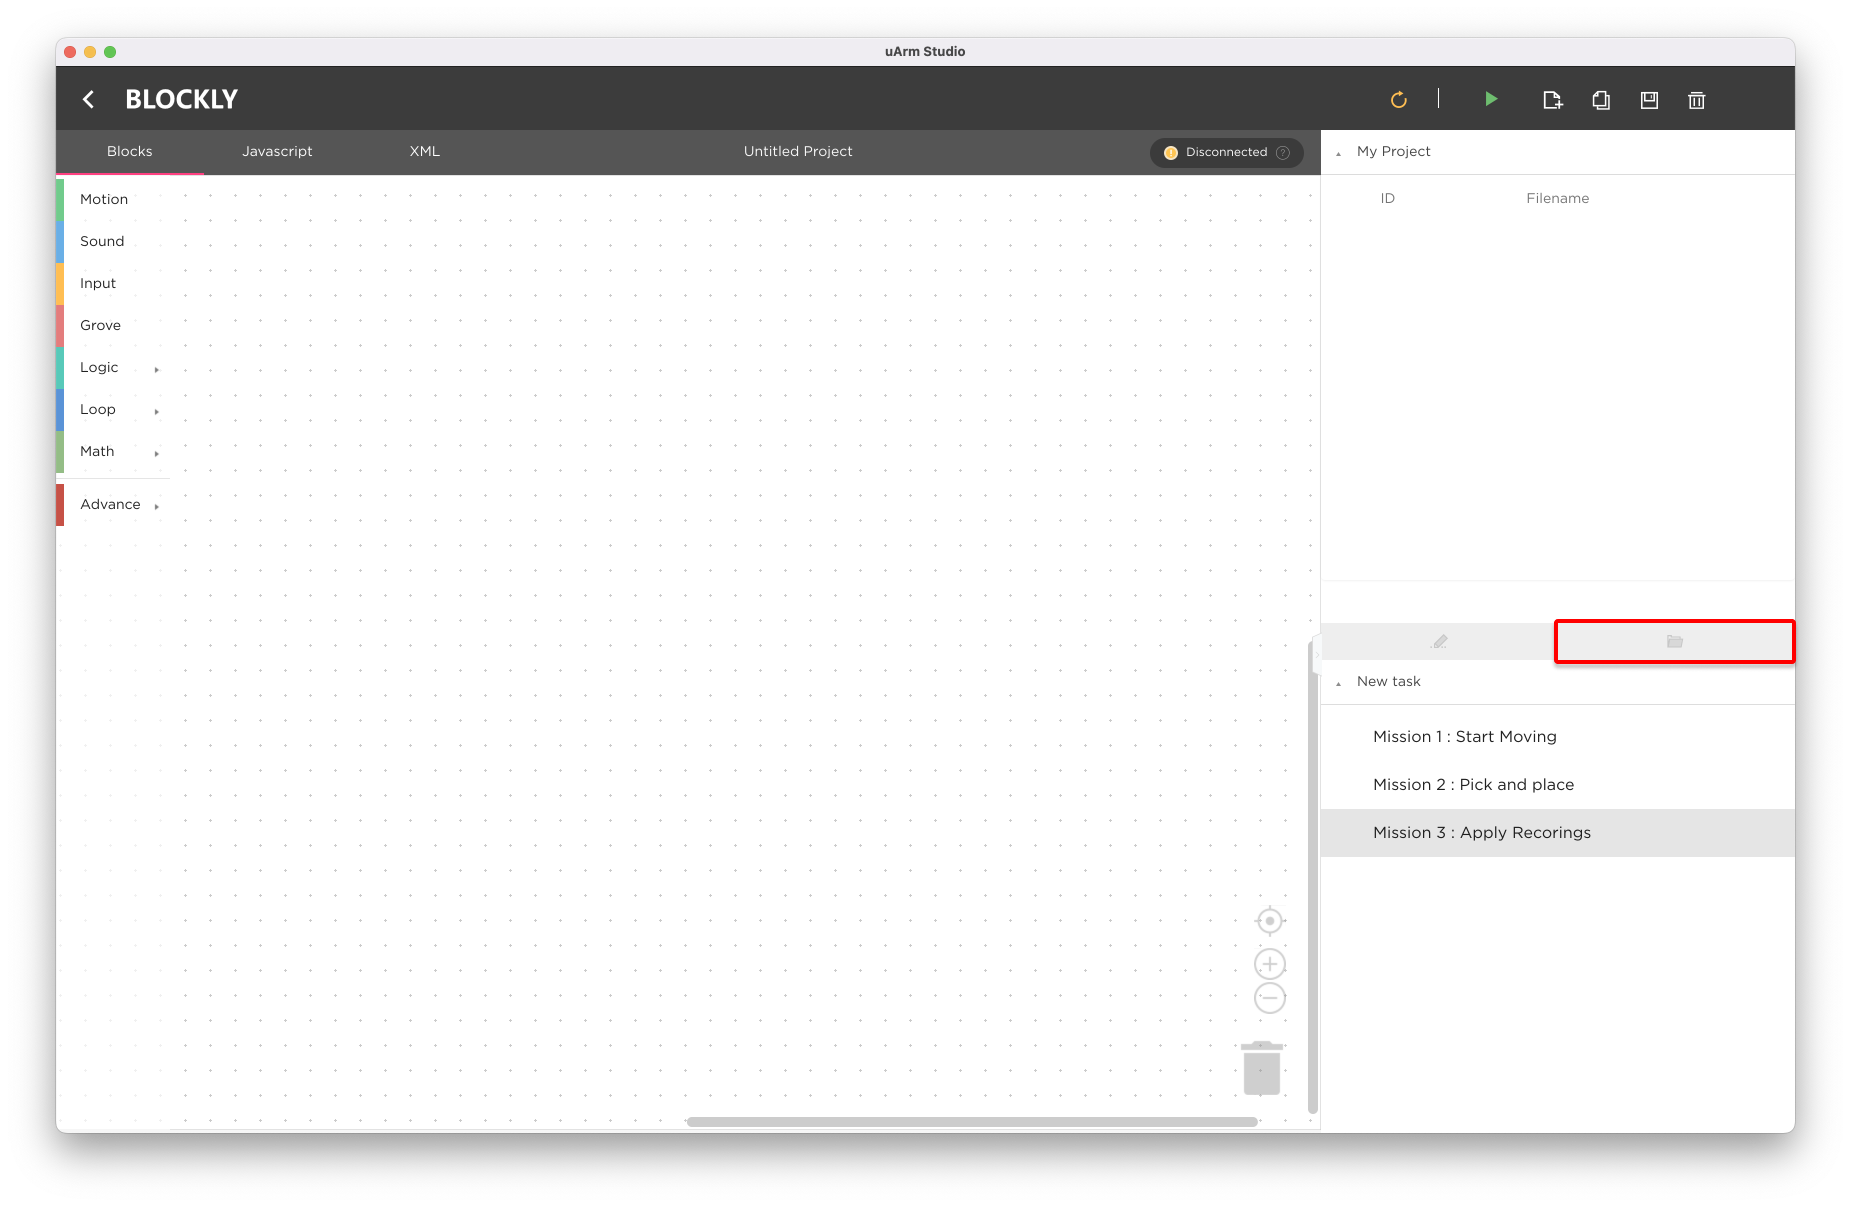 uArm Studio
BLOCKLY
Blocks
Javascript
XML
Untitled Project
Disconnected
My Project
ID
Filename
Motion
Sound
Input
Grove
Logic
Loop
Math
Advance
New task
Mission 1 : Start Moving
Mission 2 : Pick and place
Mission 3 : Apply Recorings